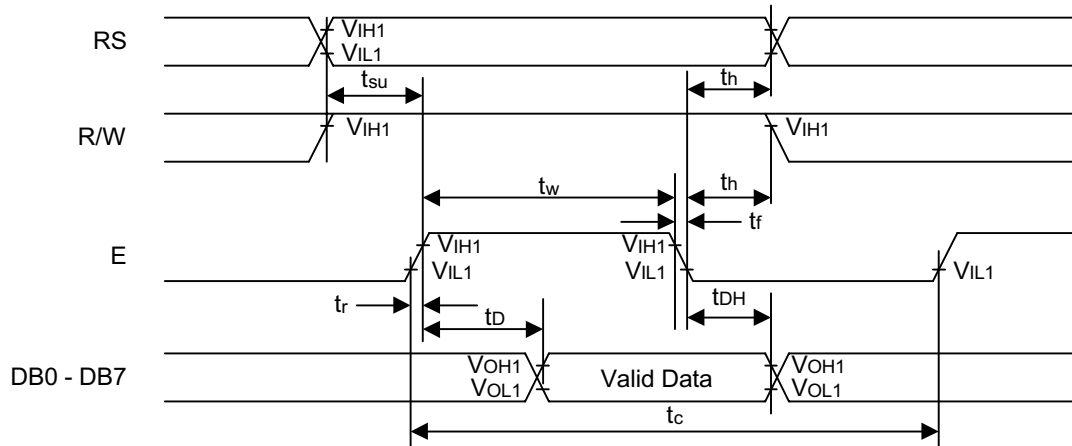 RS
VIH1
VIL1
tsu
th
R/W
VIH1
VIH1
tw
th
tf
E
VIH1
VIL1
VIH1
VIL1
VIL1
tr
tD
tDH
DB0 - DB7
VOH1
VOL1
Valid Data
VOH1
VOL1
tc